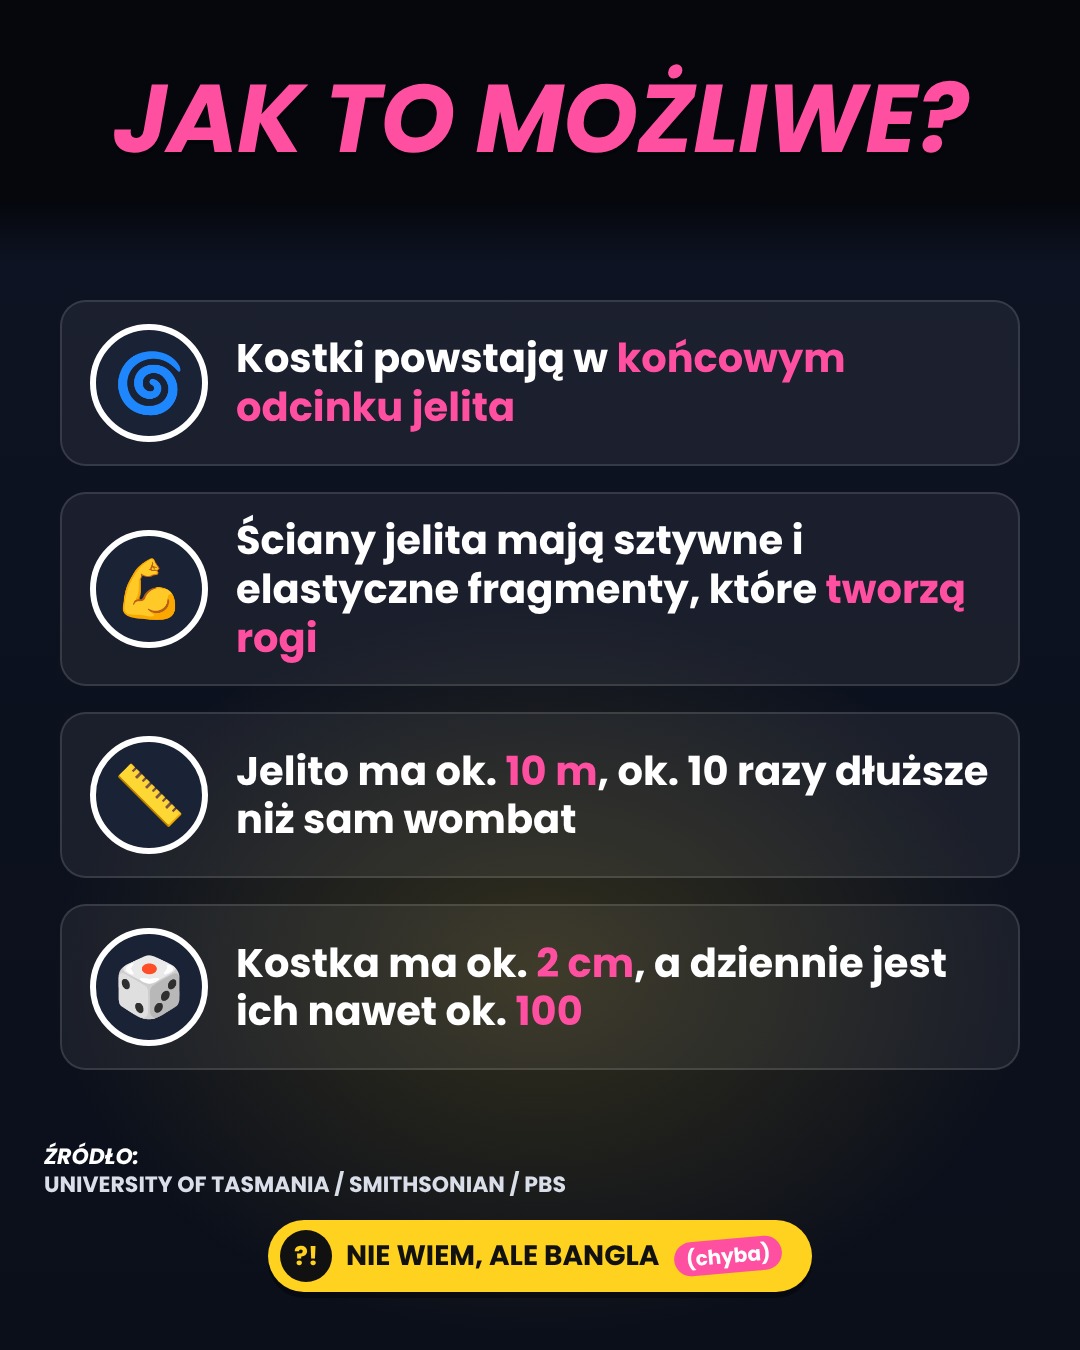 JAK TO MOŻLIWE?
Kostki powstają w końcowym
odcinku jelita
Ściany jelita mają sztywne i
elastyczne fragmenty, które tworzą
rogi
Jelito ma ok. 10 m, ok. 10 razy dłuższe
niż sam wombat
Kostka ma ok. 2 cm, a dziennie jest
ich nawet ok. 100
ŹRÓDŁO:
UNIVERSITY OF TASMANIA / SMITHSONIAN / PBS
?! NIE WIEM, ALE BANGLA (chyba)